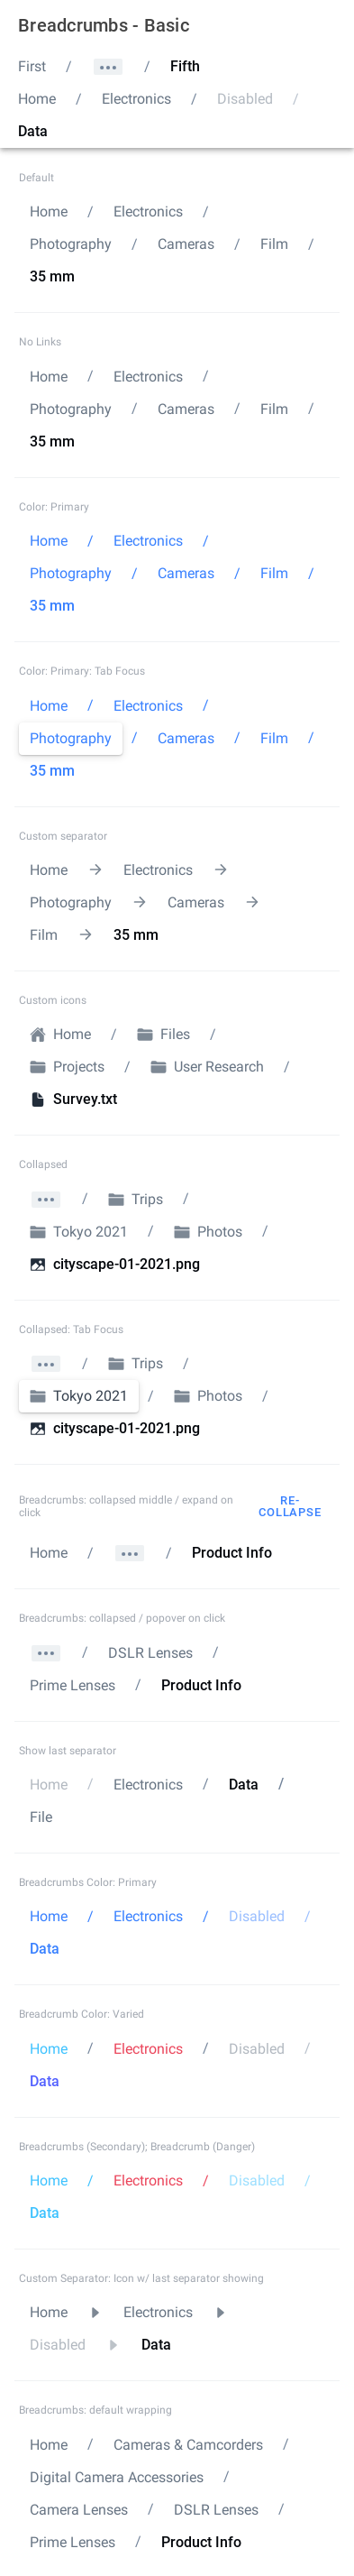 Breadcrumbs - Basic
First / ••• / Fifth
Home / Electronics / Disabled /
Data
Default
Home / Electronics /
Photography / Cameras / Film /
35 mm
No Links
Home / Electronics /
Photography / Cameras / Film /
35 mm
Color: Primary
Home / Electronics /
Photography / Cameras / Film /
35 mm
Color: Primary: Tab Focus
Home / Electronics /
Photography / Cameras / Film /
35 mm
Custom separator
Home → Electronics →
Photography → Cameras →
Film → 35 mm
Custom icons
Home / Files /
Projects / User Research /
Survey.txt
Collapsed
••• / Trips /
Tokyo 2021 / Photos /
cityscape-01-2021.png
Collapsed: Tab Focus
••• / Trips /
Tokyo 2021 / Photos /
cityscape-01-2021.png
Breadcrumbs: collapsed middle / expand on
click
RE-
COLLAPSE
Home / ••• / Product Info
Breadcrumbs: collapsed / popover on click
••• / DSLR Lenses /
Prime Lenses / Product Info
Show last separator
Home / Electronics / Data /
File
Breadcrumbs Color: Primary
Home / Electronics / Disabled /
Data
Breadcrumb Color: Varied
Home / Electronics / Disabled /
Data
Breadcrumbs (Secondary); Breadcrumb (Danger)
Home / Electronics / Disabled /
Data
Custom Separator: Icon w/ last separator showing
Home Electronics
Disabled Data
Breadcrumbs: default wrapping
Home / Cameras & Camcorders /
Digital Camera Accessories /
Camera Lenses / DSLR Lenses /
Prime Lenses / Product Info